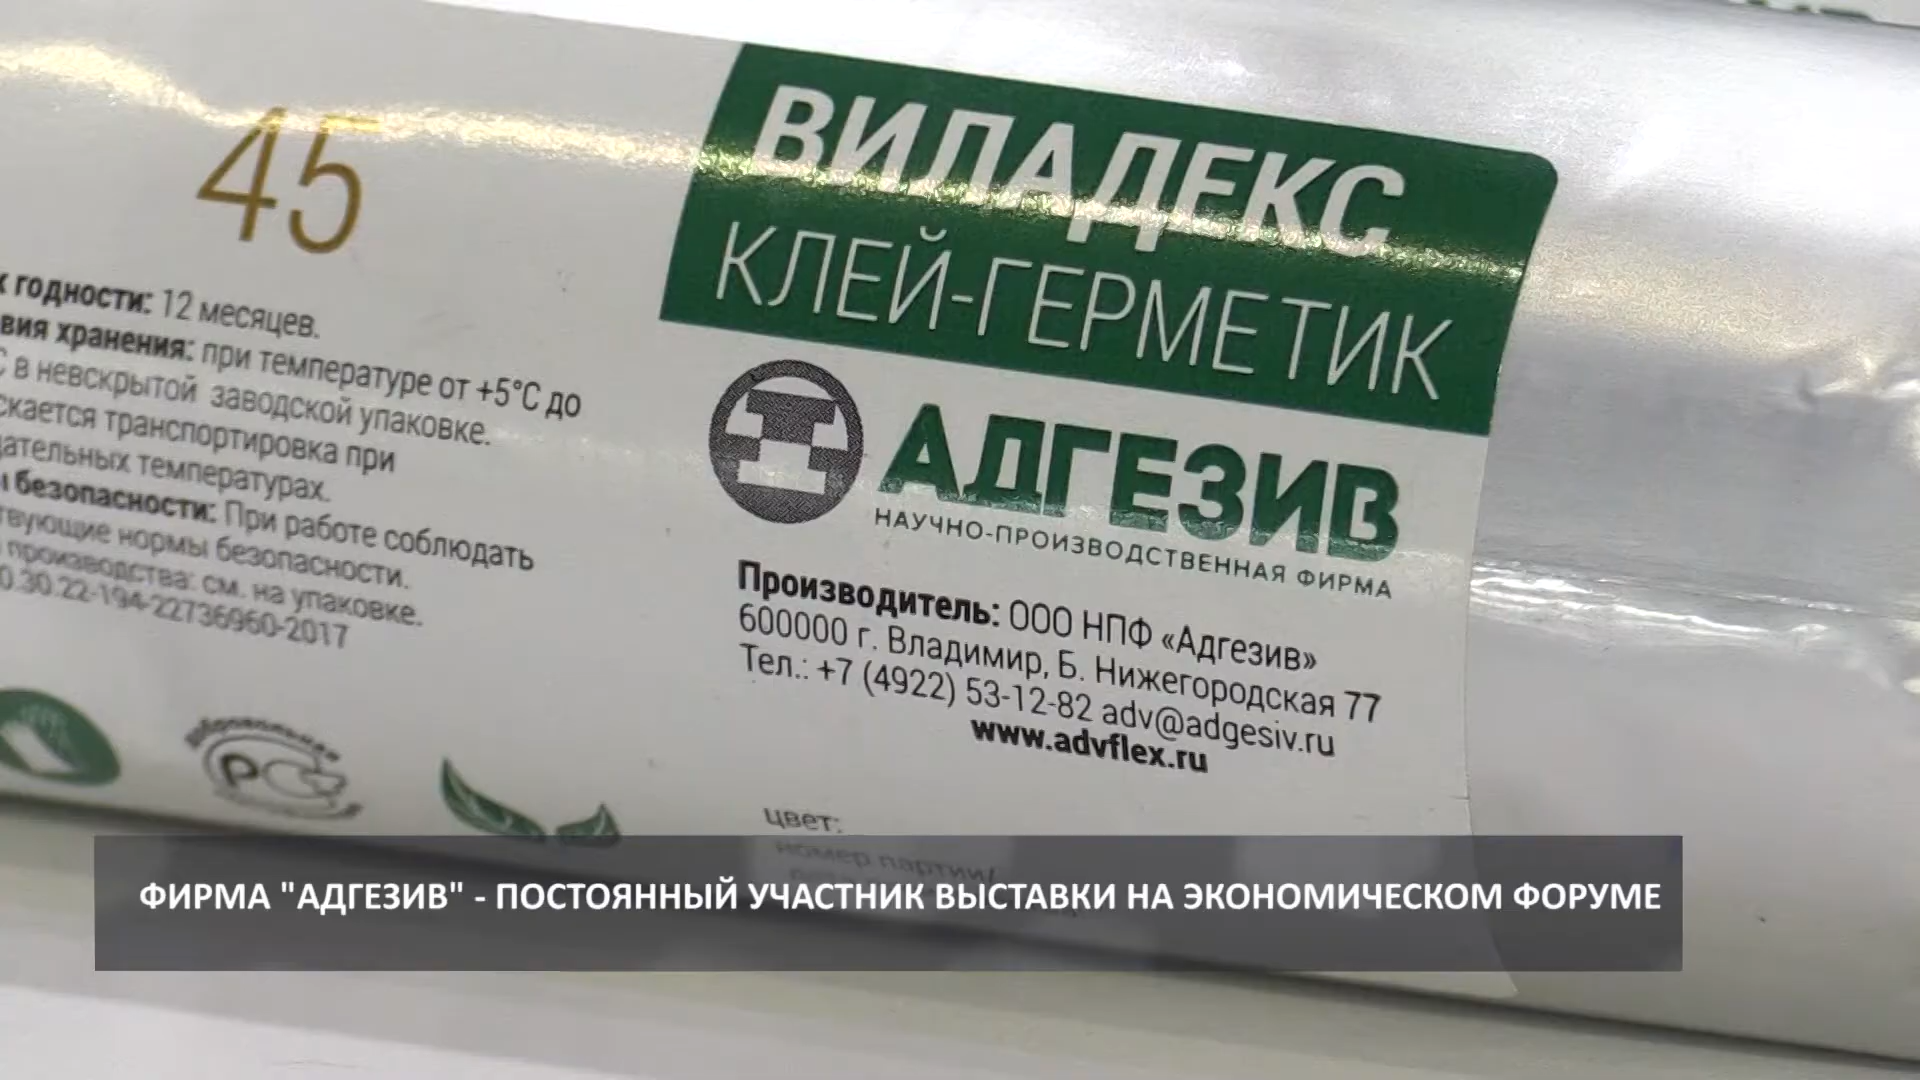 45
годности: 12 месяцев.
хранения: при температуре от +5°C до
в невскрытой заводской упаковке.
транспортировка при
температурах.
безопасности: При работе соблюдать
нормы безопасности.
производства: см. на упаковке.
0.30.22-194-22736960-2017
добровольная
РСТ
ВИЛАДЕКС
КЛЕЙ-ГЕРМЕТИК
АДГЕЗИВ
НАУЧНО-ПРОИЗВОДСТВЕННАЯ ФИРМА
Производитель: ООО НПФ «Адгезив»
600000 г. Владимир, Б. Нижегородская 77
Тел.: +7 (4922) 53-12-82 adv@adgesiv.ru
www.advflex.ru
цвет:
номер партии/
ФИРМА "АДГЕЗИВ" - ПОСТОЯННЫЙ УЧАСТНИК ВЫСТАВКИ НА ЭКОНОМИЧЕСКОМ ФОРУМЕ